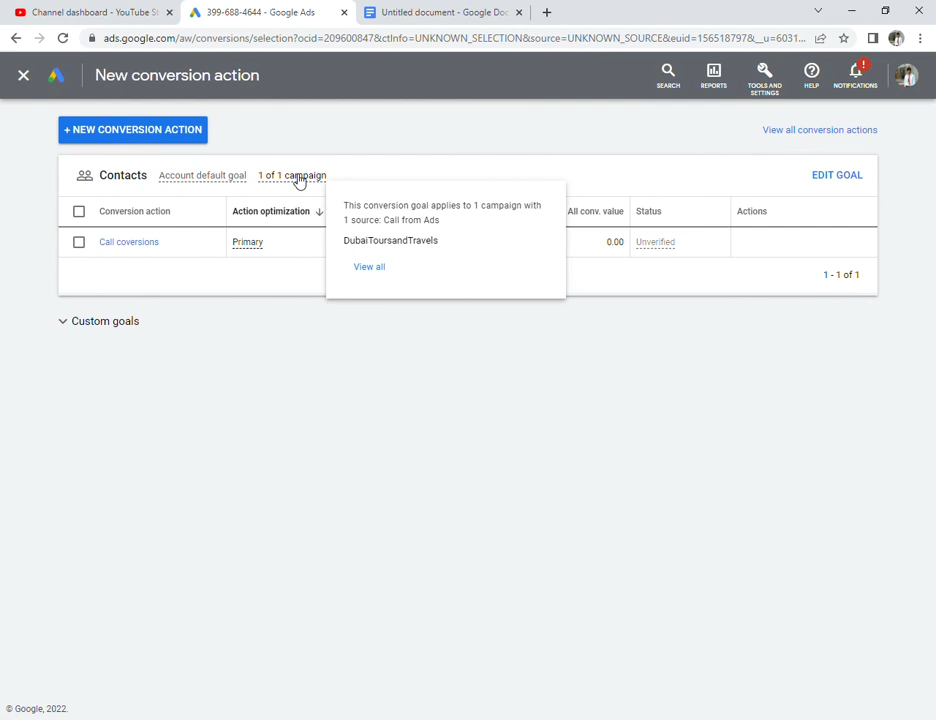 Channel dashboard - YouTube St
399-688-4644 - Google Ads
Untitled document - Google Doc
ads.google.com/aw/conversions/selection?ocid=209600847&ctInfo=UNKNOWN_SELECTION&source=UNKNOWN_SOURCE&euid=156518797&__u=6031...
New conversion action
SEARCH
REPORTS
TOOLS AND SETTINGS
HELP
!
NOTIFICATIONS
+ NEW CONVERSION ACTION
View all conversion actions
Contacts
Account default goal
1 of 1 campaign
EDIT GOAL
Conversion action
Action optimization
All conv. value
Status
Actions
Call coversions
Primary
0.00
Unverified
This conversion goal applies to 1 campaign with
1 source: Call from Ads
DubaiToursandTravels
View all
1 - 1 of 1
Custom goals
© Google, 2022.